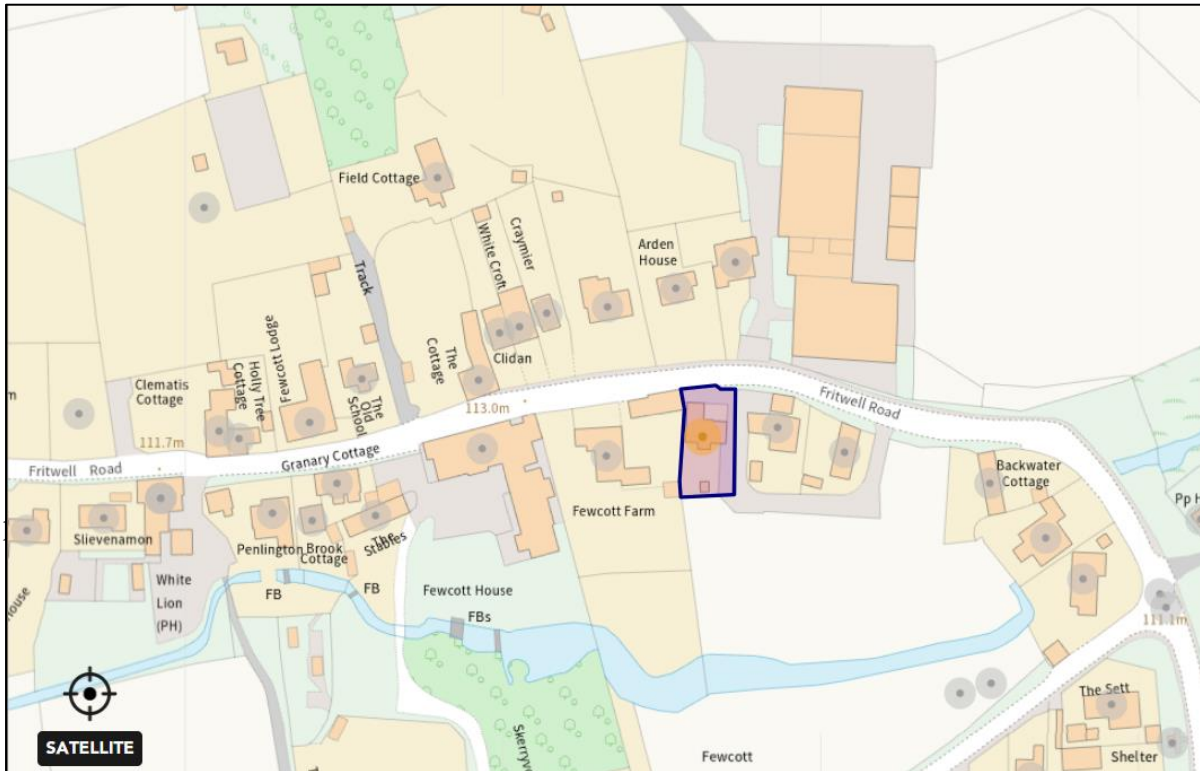 Field Cottage
Track
White Croft
Craymier
Arden
House
Clidan
The
Cottage
Fewcott Lodge
Holly Tree
Cottage
The
Old
School
Clematis
Cottage
111.7m
113.0m
Fritwell Road
Fritwell Road
Granary Cottage
m
Slievenamon
Penlington
Brook
Cottage
The
Stables
Fewcott Farm
Backwater
Cottage
Pp H
White
Lion
(PH)
FB
FB
Fewcott House
FBs
111.1m
The Sett
Shelter
Fewcott
SATELLITE